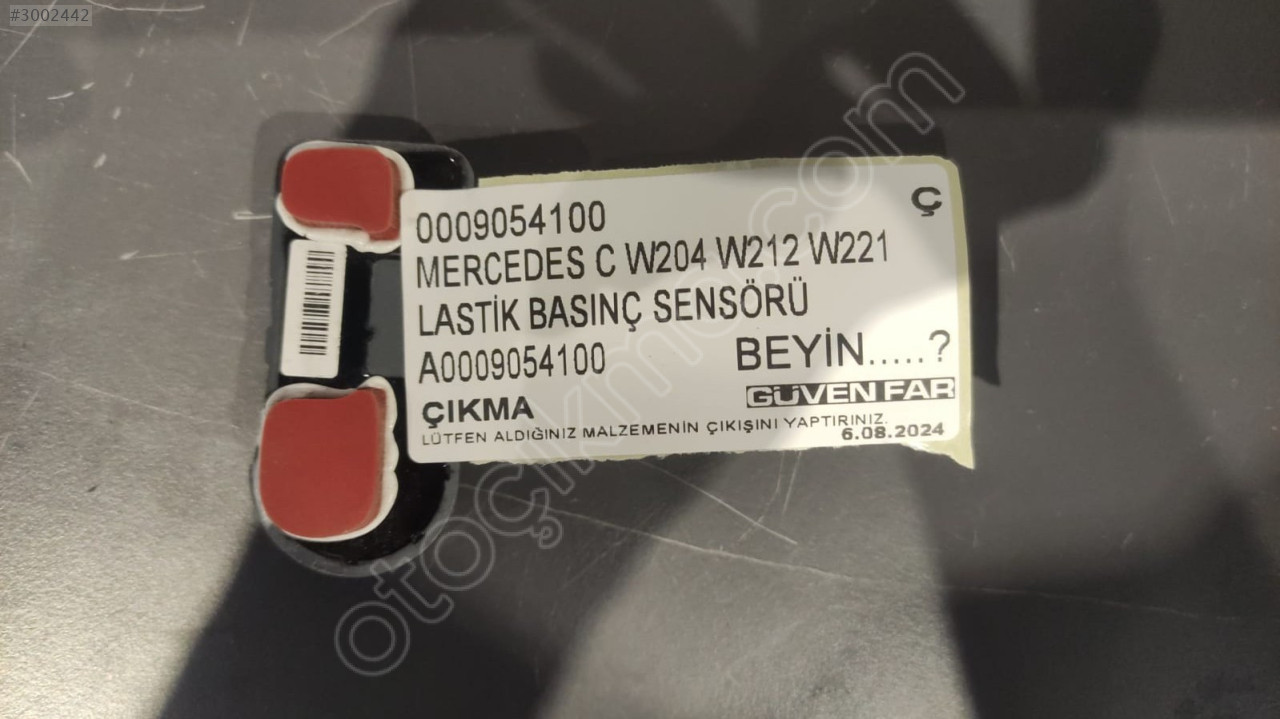 #3002442
0009054100
Ç
MERCEDES C W204 W212 W221
LASTİK BASINÇ SENSÖRÜ
A0009054100
BEYİN.....?
GÜVEN FAR
ÇIKMA
LÜTFEN ALDIĞINIZ MALZEMENİN ÇIKIŞINI YAPTIRINIZ.
6.08.2024
otoçıkma.com